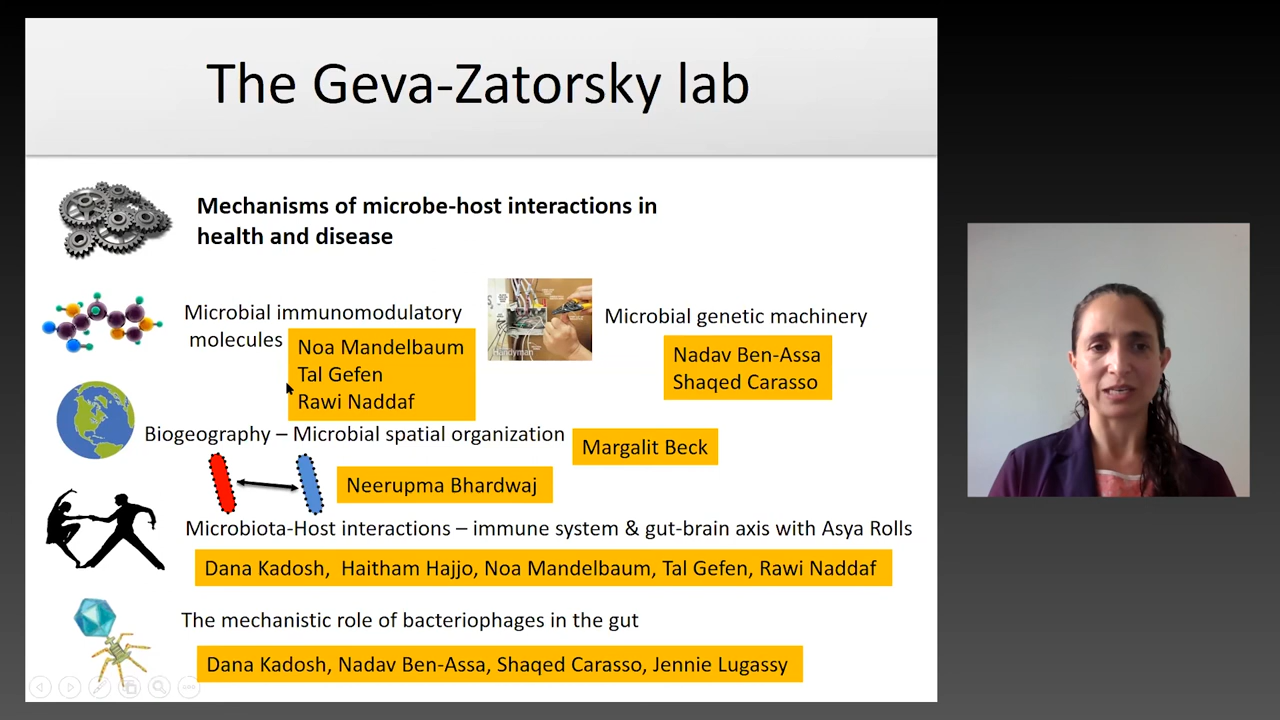 The Geva-Zatorsky lab
Mechanisms of microbe-host interactions in
health and disease
Microbial immunomodulatory
molecules
Noa Mandelbaum
Tal Gefen
Rawi Naddaf
Handyman
Microbial genetic machinery
Nadav Ben-Assa
Shaqed Carasso
Biogeography – Microbial spatial organization
Margalit Beck
Neerupma Bhardwaj
Microbiota-Host interactions – immune system & gut-brain axis with Asya Rolls
Dana Kadosh, Haitham Hajjo, Noa Mandelbaum, Tal Gefen, Rawi Naddaf
The mechanistic role of bacteriophages in the gut
Dana Kadosh, Nadav Ben-Assa, Shaqed Carasso, Jennie Lugassy